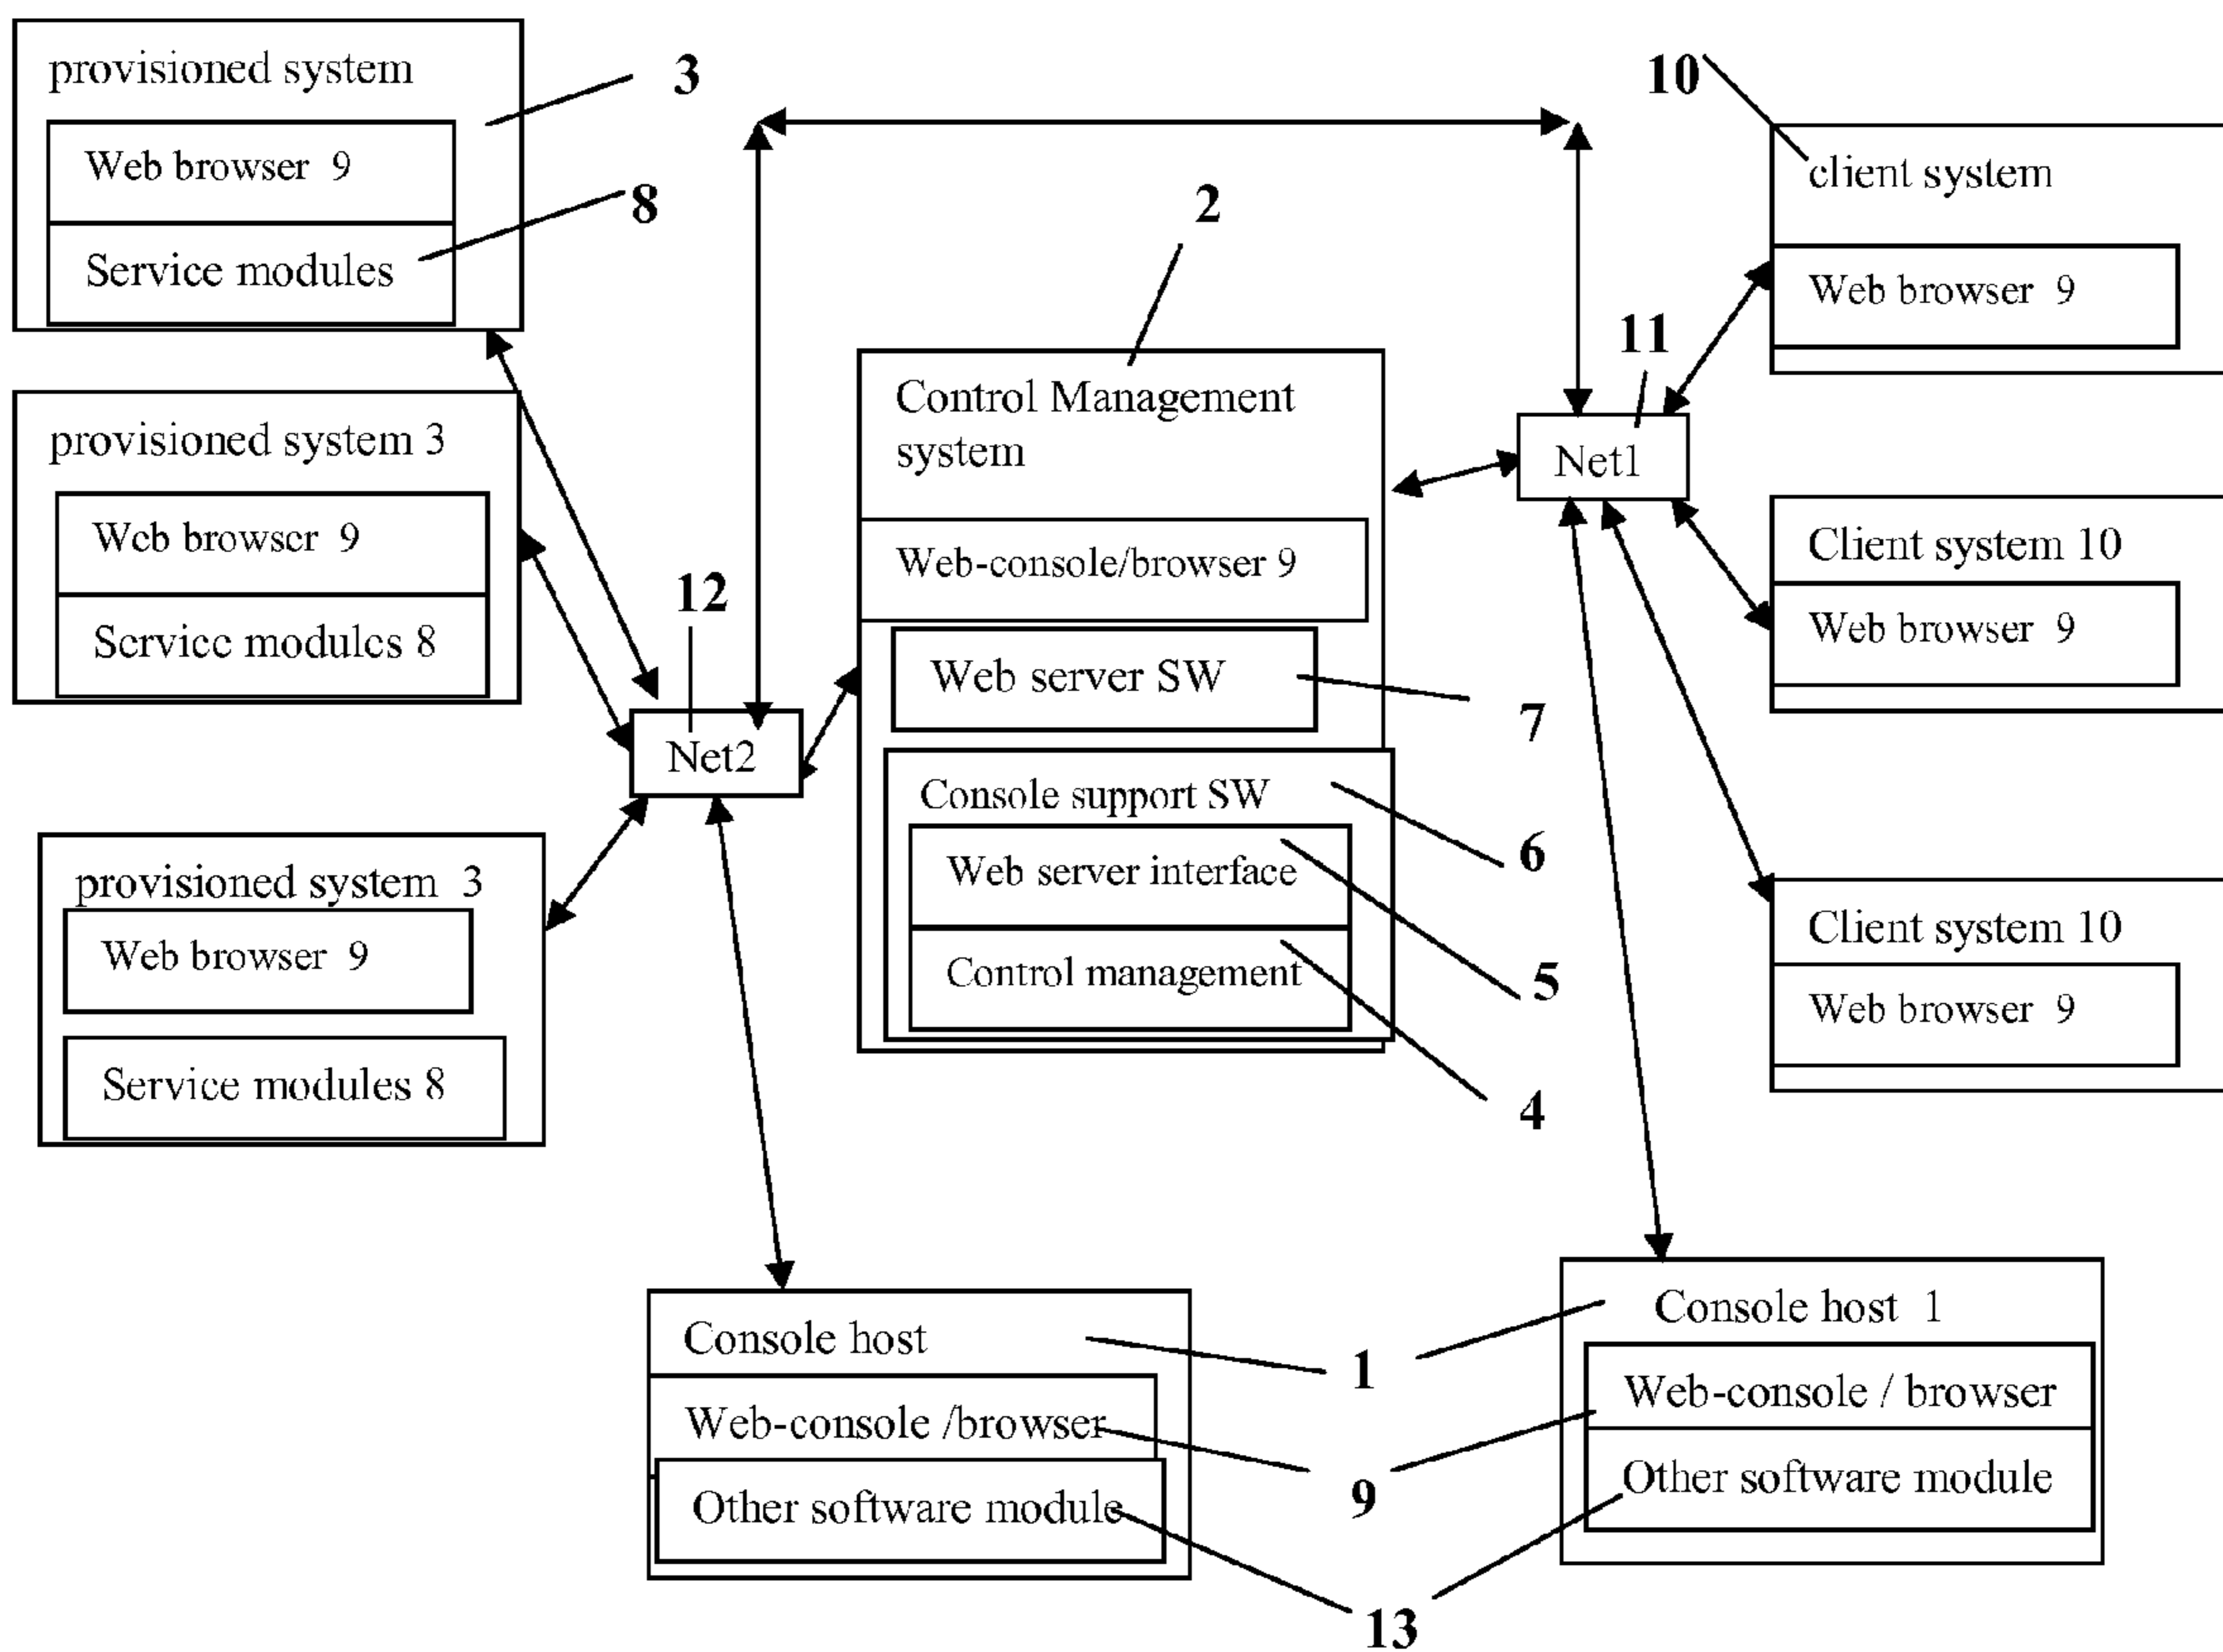 provisioned system
3
Web browser 9
8
Service modules
provisioned system 3
Web browser 9
Service modules 8
provisioned system 3
Web browser 9
Service modules 8
12
Net2
2
Control Management
system
Web-console/browser 9
Web server SW
7
Console support SW
6
Web server interface
5
Control management
4
10
client system
Web browser 9
11
Net1
Client system 10
Web browser 9
Client system 10
Web browser 9
Console host
1
Web-console /browser
9
Other software module
13
Console host 1
Web-console / browser
Other software module